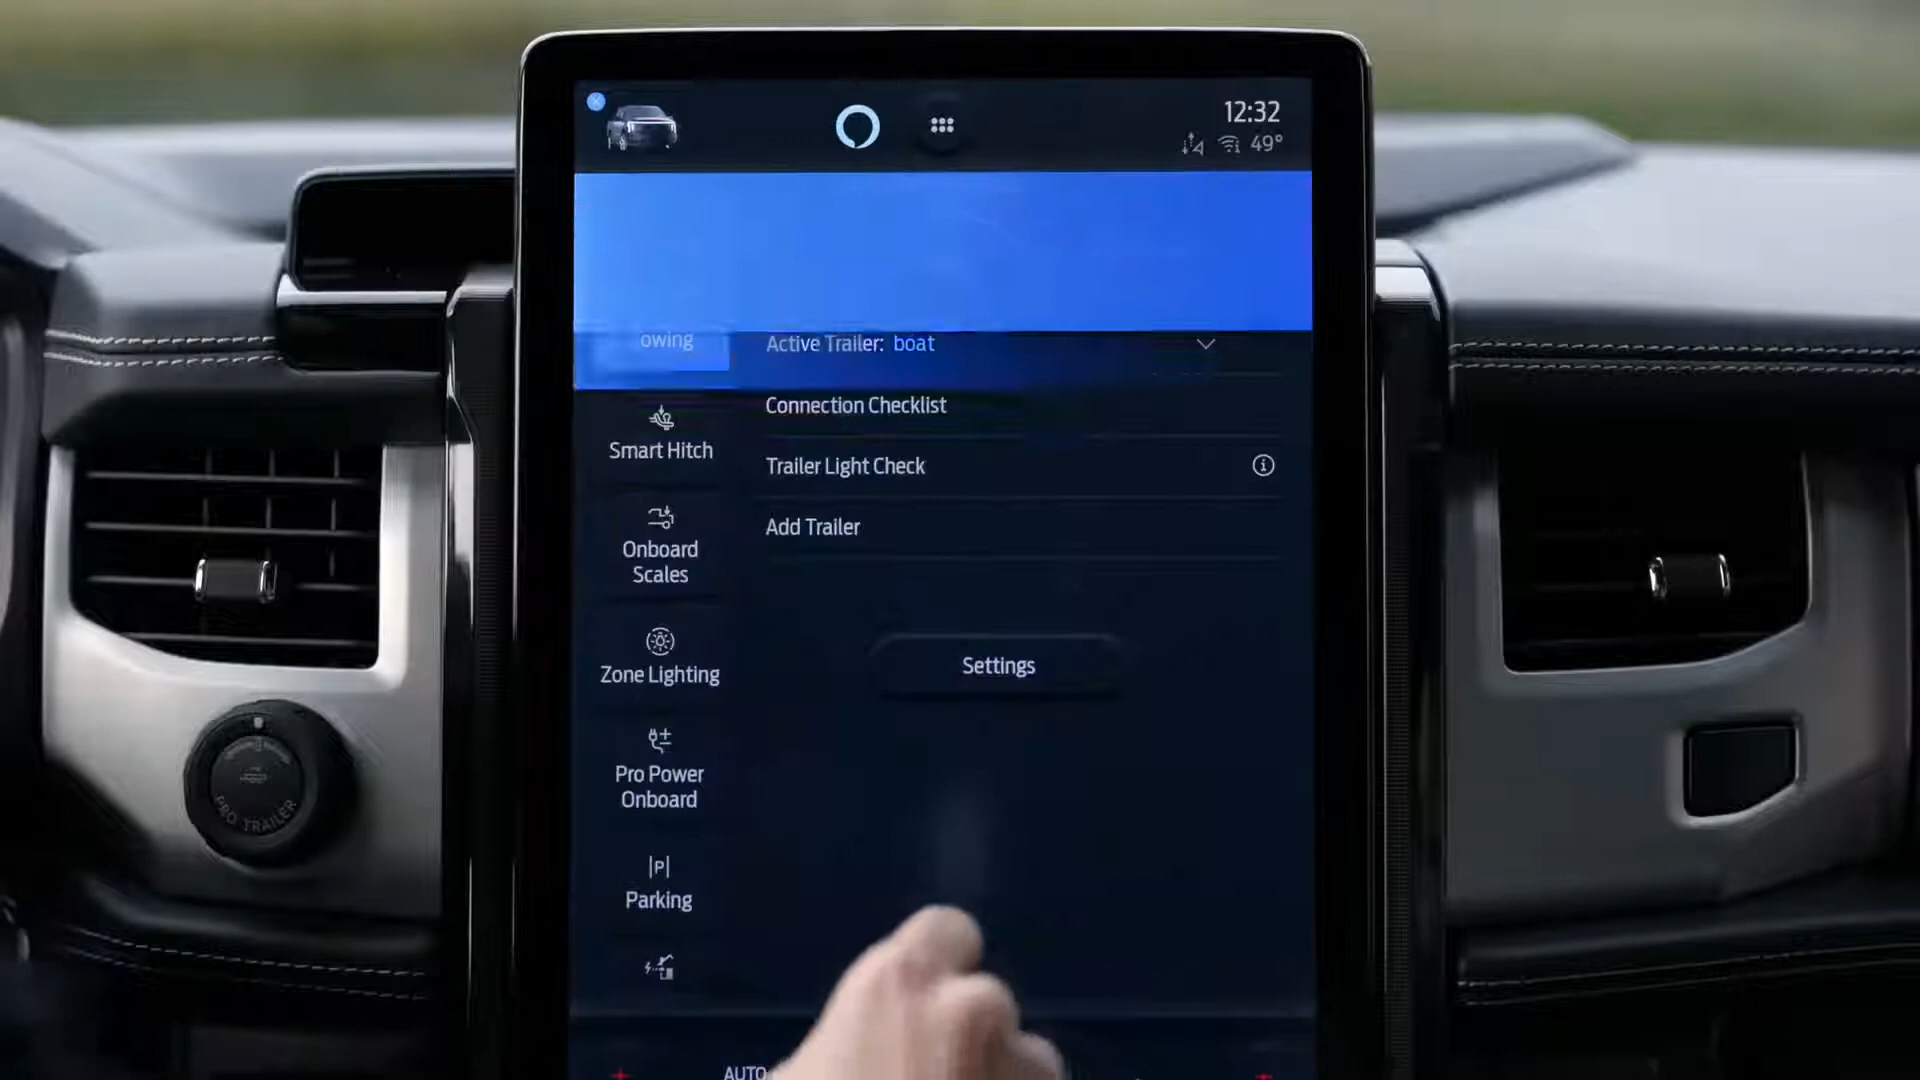 12:32
49°
owing
Active Trailer: boat
Connection Checklist
Smart Hitch
Trailer Light Check
Add Trailer
Onboard
Scales
Zone Lighting
Settings
Pro Power
Onboard
PRO TRAILER
P
Parking
AUTO